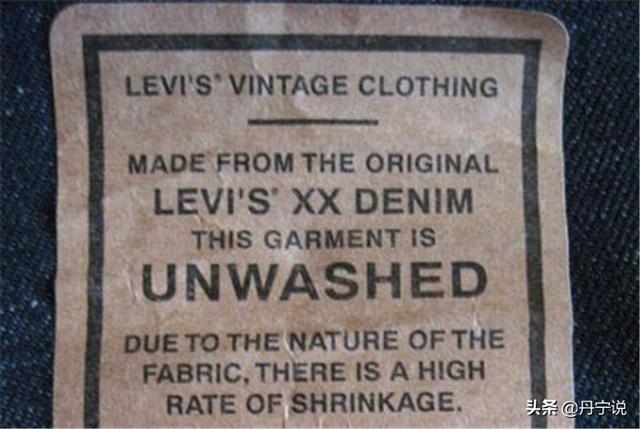 LEVI'S® VINTAGE CLOTHING
MADE FROM THE ORIGINAL
LEVI'S® XX DENIM
THIS GARMENT IS
UNWASHED
DUE TO THE NATURE OF THE
FABRIC, THERE IS A HIGH
RATE OF SHRINKAGE.
头条 @丹宁说